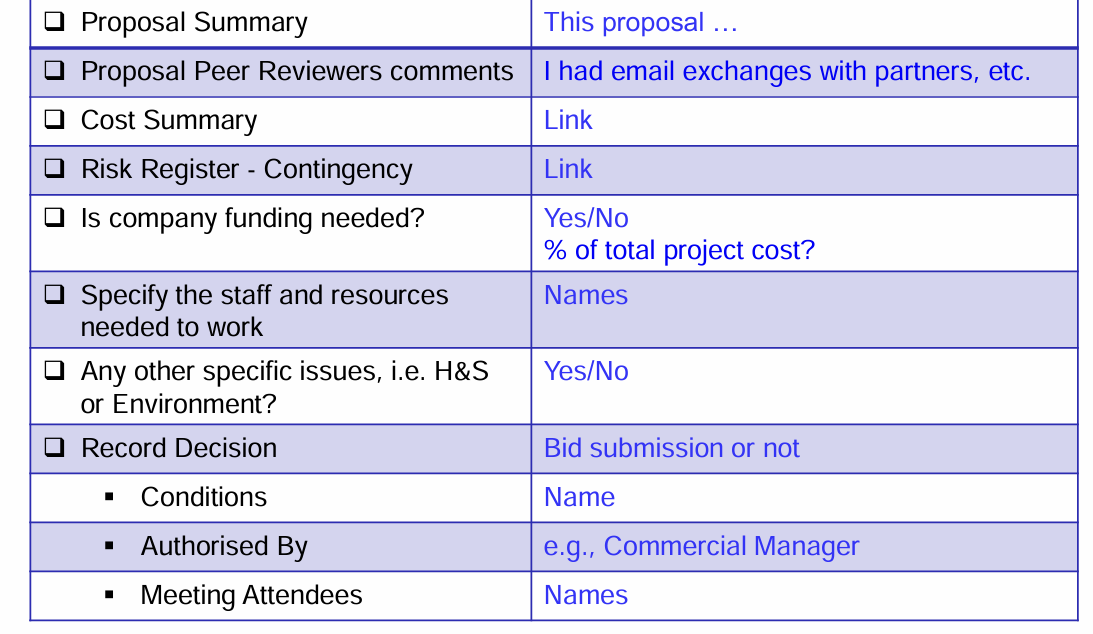 ❑ Proposal Summary This proposal …
❑ Proposal Peer Reviewers comments I had email exchanges with partners, etc.
❑ Cost Summary Link
❑ Risk Register - Contingency Link
❑ Is company funding needed? Yes/No
% of total project cost?
❑ Specify the staff and resources Names
needed to work
❑ Any other specific issues, i.e. H&S Yes/No
or Environment?
❑ Record Decision Bid submission or not
▪ Conditions Name
▪ Authorised By e.g., Commercial Manager
▪ Meeting Attendees Names